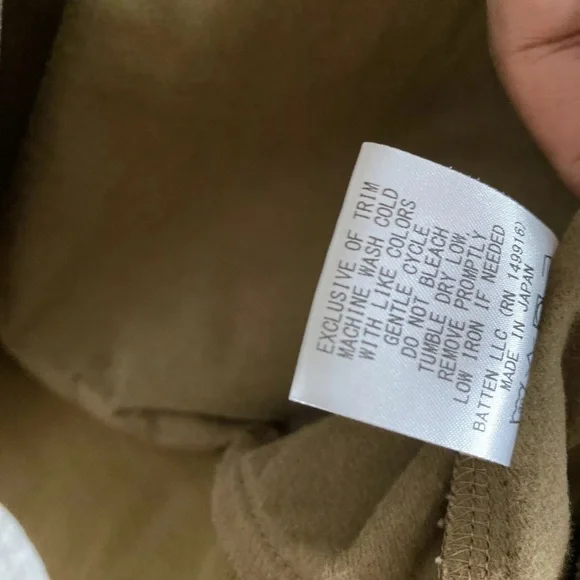 EXCLUSIVE OF TRIM
MACHINE WASH COLD
WITH LIKE COLORS
GENTLE CYCLE
DO NOT BLEACH
TUMBLE DRY LOW
REMOVE PROMPTLY
LOW IRON IF NEEDED
BATTEN LLC (RN 149916)
MADE IN JAPAN